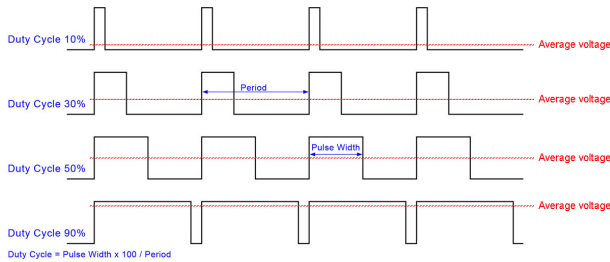 Duty Cycle 10%
Average voltage
Period
Duty Cycle 30%
Average voltage
Pulse Width
Duty Cycle 50%
Average voltage
Duty Cycle 90%
Average voltage
Duty Cycle = Pulse Width x 100 / Period